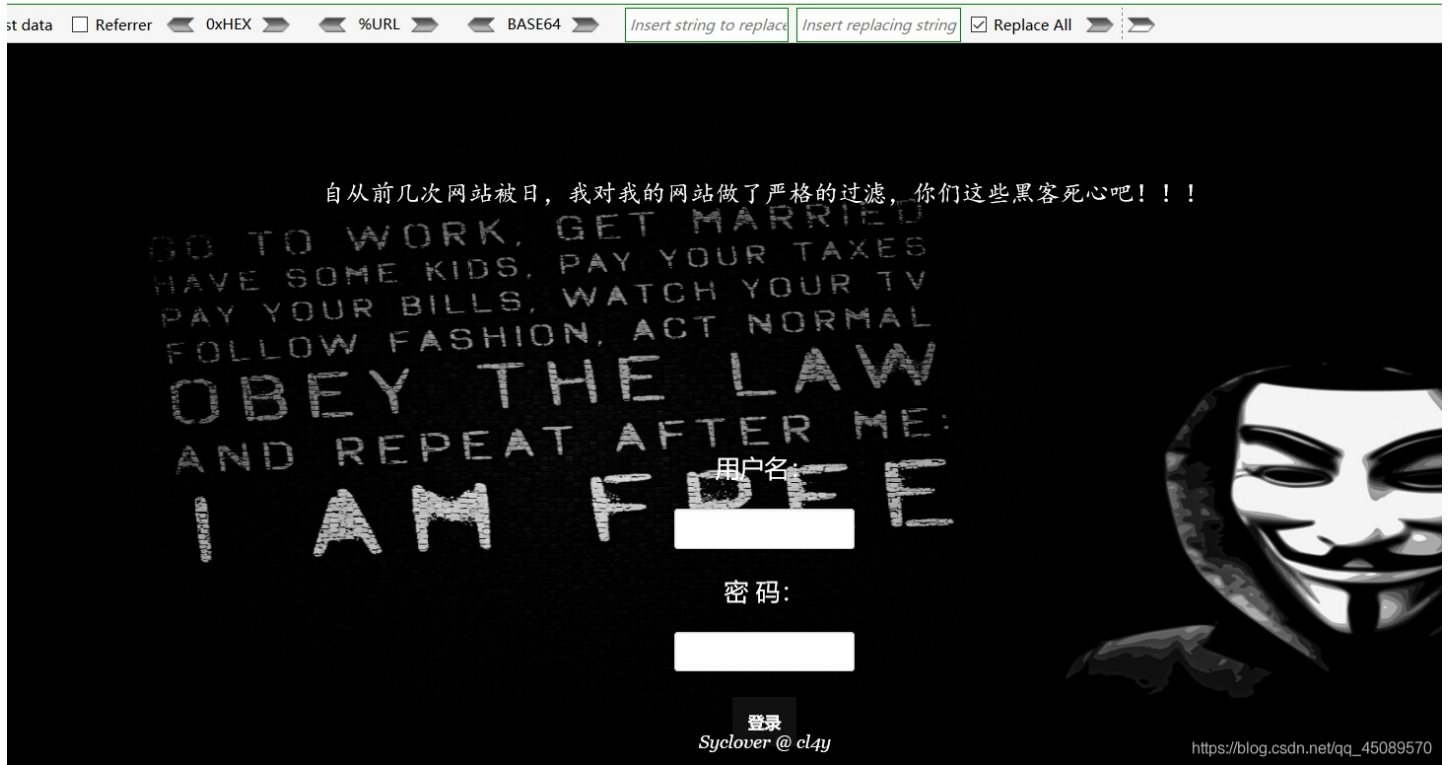 st data Referrer 0xHEX %URL BASE64 Insert string to replace Insert replacing string Replace All
自从前几次网站被日，我对我的网站做了严格的过滤，你们这些黑客死心吧！！！
GO TO WORK, GET MARRIED
HAVE SOME KIDS, PAY YOUR TAXES
PAY YOUR BILLS, WATCH YOUR TV
FOLLOW FASHION, ACT NORMAL
OBEY THE LAW
AND REPEAT AFTER ME:
I AM FREE
用户名：
密 码：
登录
Syclover @ cl4y
https://blog.csdn.net/qq_45089570